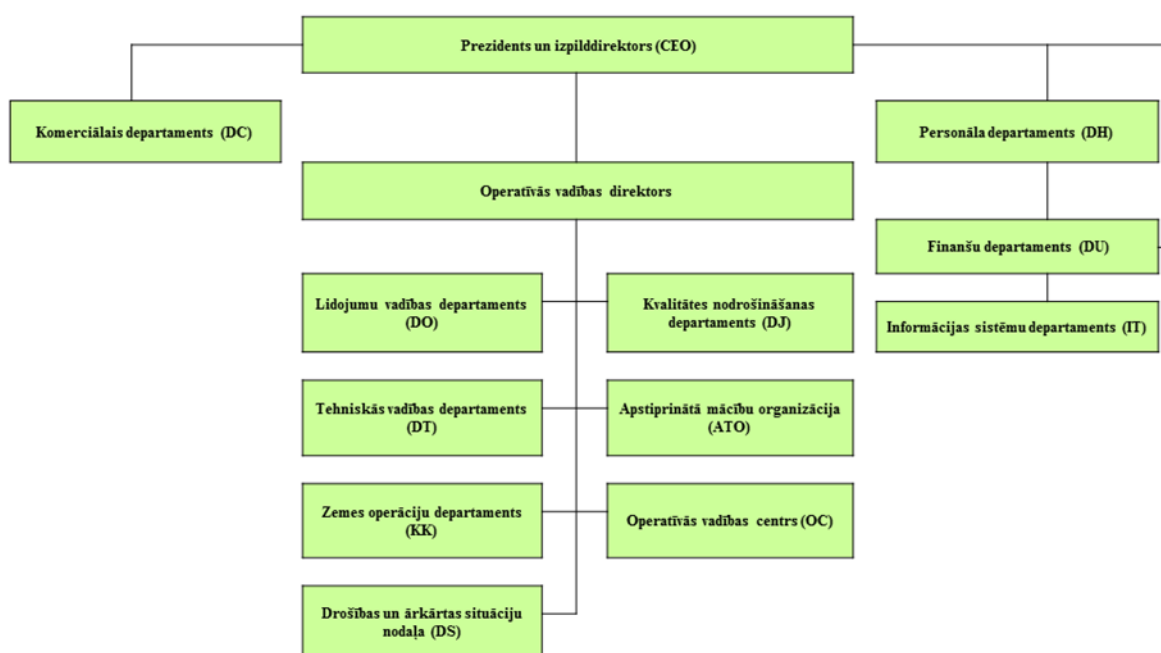 Prezidents un izpilddirektors (CEO)
Komerciālais departaments (DC)
Personāla departaments (DH)
Operatīvās vadības direktors
Finanšu departaments (DU)
Lidojumu vadības departaments
(DO)
Kvalitātes nodrošināšanas
departaments (DJ)
Informācijas sistēmu departaments (IT)
Tehniskās vadības departaments
(DT)
Apstiprinātā mācību organizācija
(ATO)
Zemes operāciju departaments
(KK)
Operatīvās vadības centrs (OC)
Drošības un ārkārtas situāciju
nodaļa (DS)